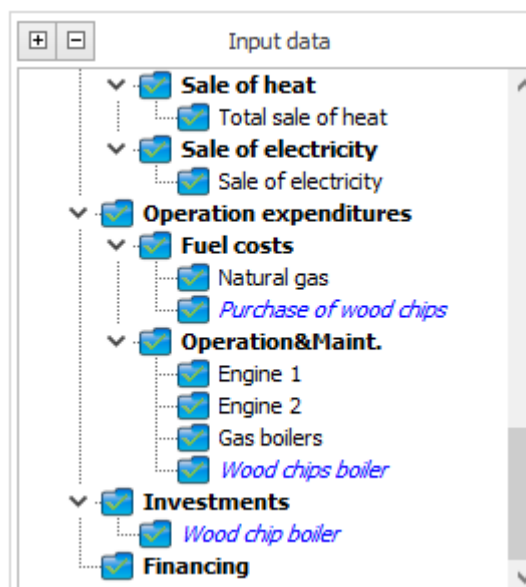 Input data
Sale of heat
Total sale of heat
Sale of electricity
Sale of electricity
Operation expenditures
Fuel costs
Natural gas
Purchase of wood chips
Operation&Maint.
Engine 1
Engine 2
Gas boilers
Wood chips boiler
Investments
Wood chip boiler
Financing